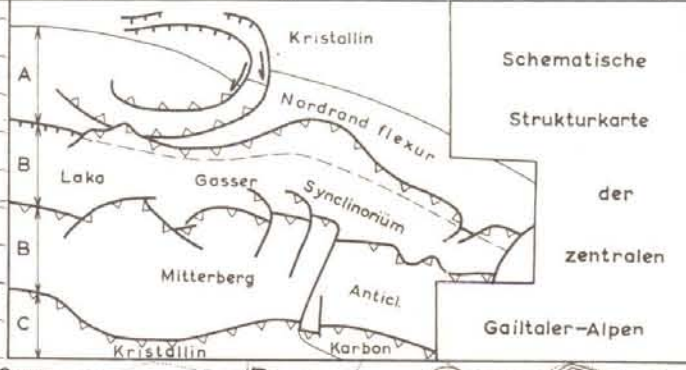 Kristallin
Schematische
A
Nordrand flexur
Strukturkarte
B
Laka
Gasser
Synclinorium
der
B
Mitterberg
zentralen
Anticl.
C
Kristallin
Karbon
Gailtaler-Alpen